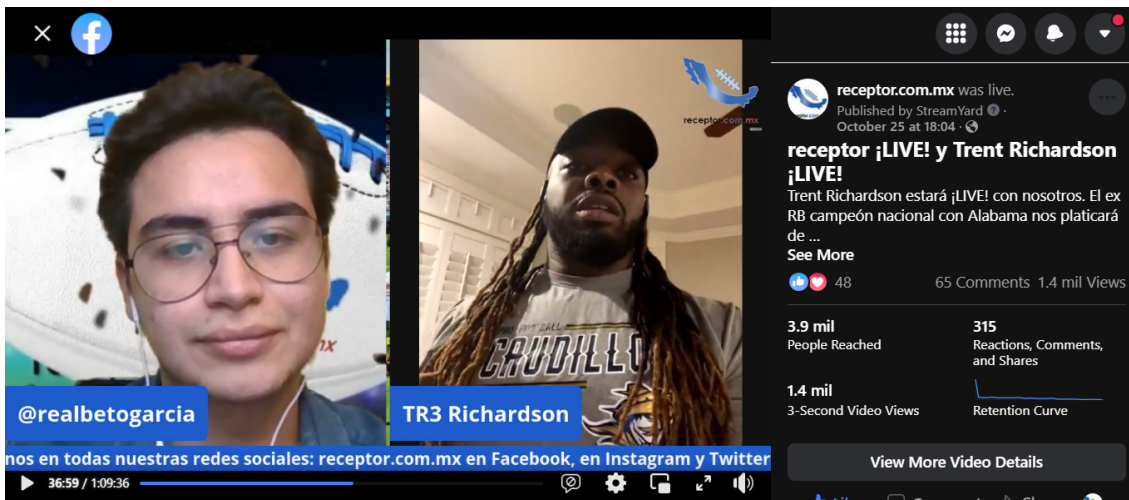 receptor.com.mx
mx
FOOTBALL
CAUDILLO
@realbetogarcia
TR3 Richardson
nos en todas nuestras redes sociales: receptor.com.mx en Facebook, en Instagram y Twitter
36:59 / 1:09:36
receptor.com.mx was live.
Published by StreamYard
October 25 at 18:04
receptor ¡LIVE! y Trent Richardson
¡LIVE!
Trent Richardson estará ¡LIVE! con nosotros. El ex
RB campeón nacional con Alabama nos platicará
de ...
See More
48
65 Comments 1.4 mil Views
3.9 mil
People Reached
315
Reactions, Comments,
and Shares
1.4 mil
3-Second Video Views
Retention Curve
View More Video Details